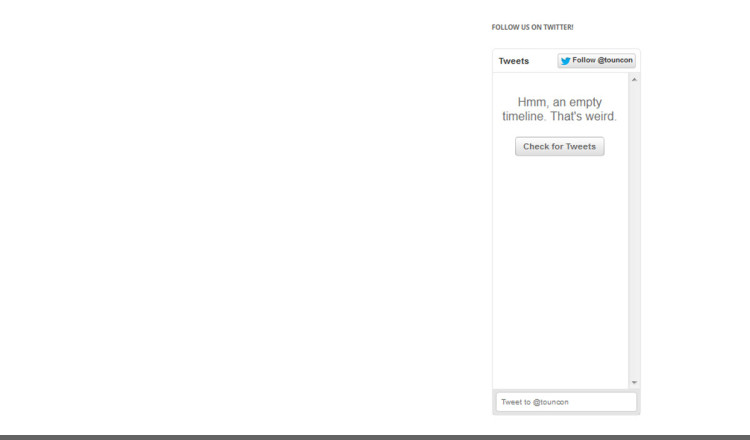 FOLLOW US ON TWITTER!
Tweets
Follow @touncon
Hmm, an empty
timeline. That's weird.
Check for Tweets
Tweet to @touncon